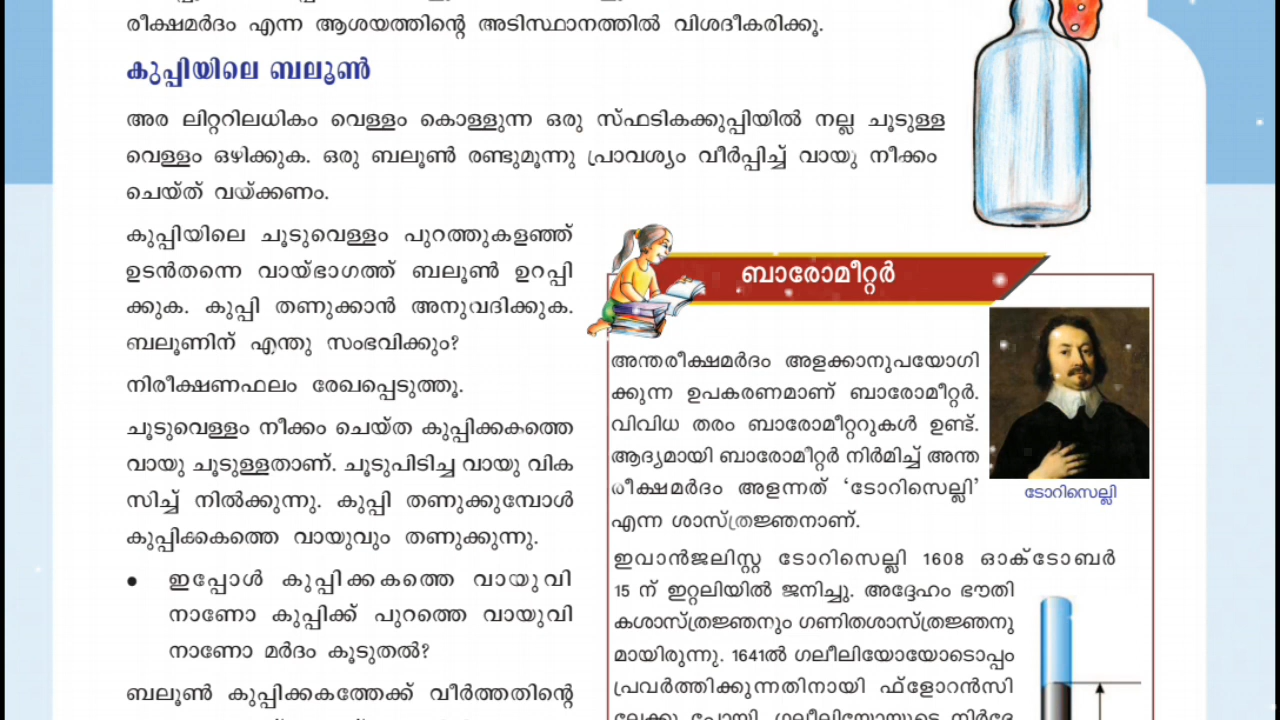 രീക്ഷമർദം എന്ന ആശയത്തിന്റെ അടിസ്ഥാനത്തിൽ വിശദീകരിക്കൂ.
കുപ്പിയിലെ ബലൂൺ
അര ലിറ്ററിലധികം വെള്ളം കൊള്ളുന്ന ഒരു സ്ഫടികക്കുപ്പിയിൽ നല്ല ചൂടുള്ള
വെള്ളം ഒഴിക്കുക. ഒരു ബലൂൺ രണ്ടുമൂന്നു പ്രാവശ്യം വീർപ്പിച്ച് വായു നീക്കം
ചെയ്ത് വയ്ക്കണം.
കുപ്പിയിലെ ചൂടുവെള്ളം പുറത്തുകളഞ്ഞ്
ഉടൻതന്നെ വായ്ഭാഗത്ത് ബലൂൺ ഉറപ്പി
ക്കുക. കുപ്പി തണുക്കാൻ അനുവദിക്കുക.
ബലൂണിന് എന്തു സംഭവിക്കും?
നിരീക്ഷണഫലം രേഖപ്പെടുത്തൂ.
ചൂടുവെള്ളം നീക്കം ചെയ്ത കുപ്പിക്കകത്തെ
വായു ചൂടുള്ളതാണ്. ചൂടുപിടിച്ച വായു വിക
സിച്ച് നിൽക്കുന്നു. കുപ്പി തണുക്കുമ്പോൾ
കുപ്പിക്കകത്തെ വായുവും തണുക്കുന്നു.
• ഇപ്പോൾ കുപ്പിക്കകത്തെ വായുവി
നാണോ കുപ്പിക്ക് പുറത്തെ വായുവി
നാണോ മർദം കൂടുതൽ?
ബലൂൺ കുപ്പിക്കകത്തേക്ക് വീർത്തതിന്റെ
ബാരോമീറ്റർ
അന്തരീക്ഷമർദം അളക്കാനുപയോഗി
ക്കുന്ന ഉപകരണമാണ് ബാരോമീറ്റർ.
വിവിധ തരം ബാരോമീറ്ററുകൾ ഉണ്ട്.
ആദ്യമായി ബാരോമീറ്റർ നിർമിച്ച് അന്ത
രീക്ഷമർദം അളന്നത് ‘ടോറിസെല്ലി’
എന്ന ശാസ്ത്രജ്ഞനാണ്.
ടോറിസെല്ലി
ഇവാൻജലിസ്റ്റ ടോറിസെല്ലി 1608 ഒക്ടോബർ
15 ന് ഇറ്റലിയിൽ ജനിച്ചു. അദ്ദേഹം ഭൗതി
കശാസ്ത്രജ്ഞനും ഗണിതശാസ്ത്രജ്ഞനു
മായിരുന്നു. 1641ൽ ഗലീലിയോയോടൊപ്പം
പ്രവർത്തിക്കുന്നതിനായി ഫ്ളോറൻസി
ലേക്കു പോയി. ഗലീലിയോയുടെ നിർദേ